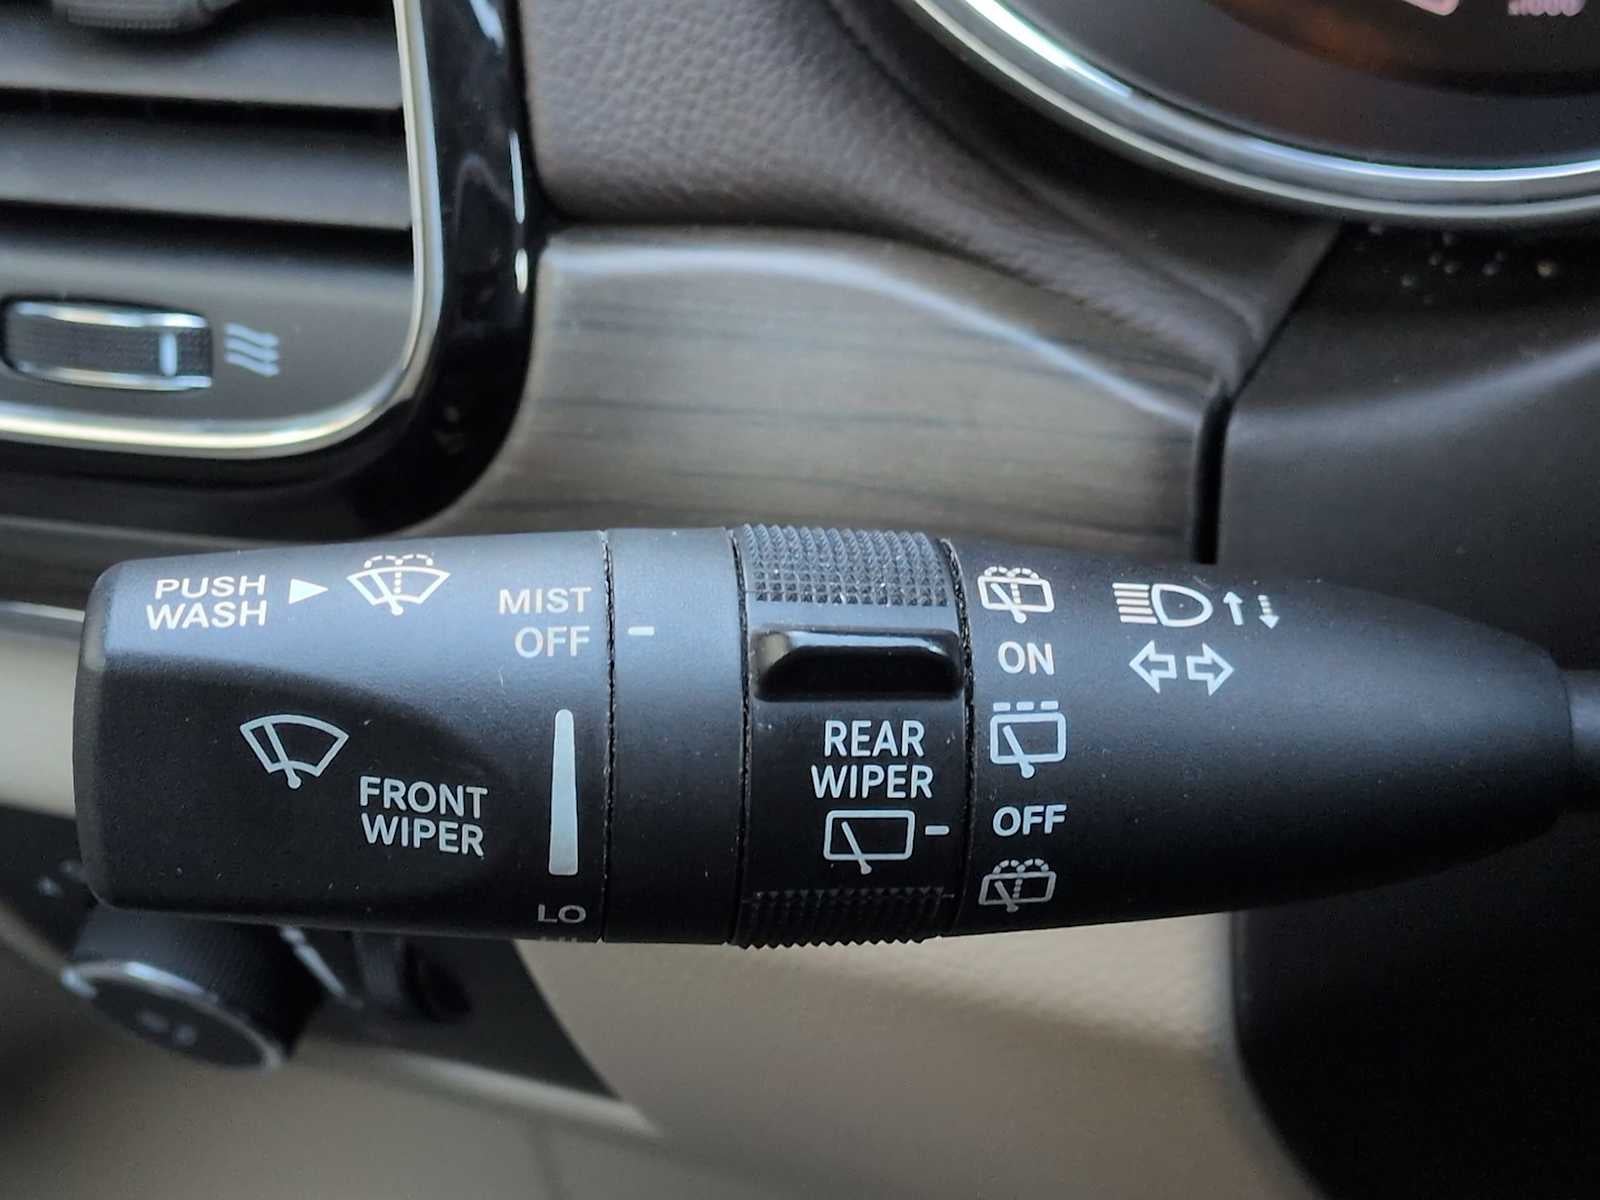 PUSH
WASH
MIST
OFF
FRONT
WIPER
LO
REAR
WIPER
ON
OFF